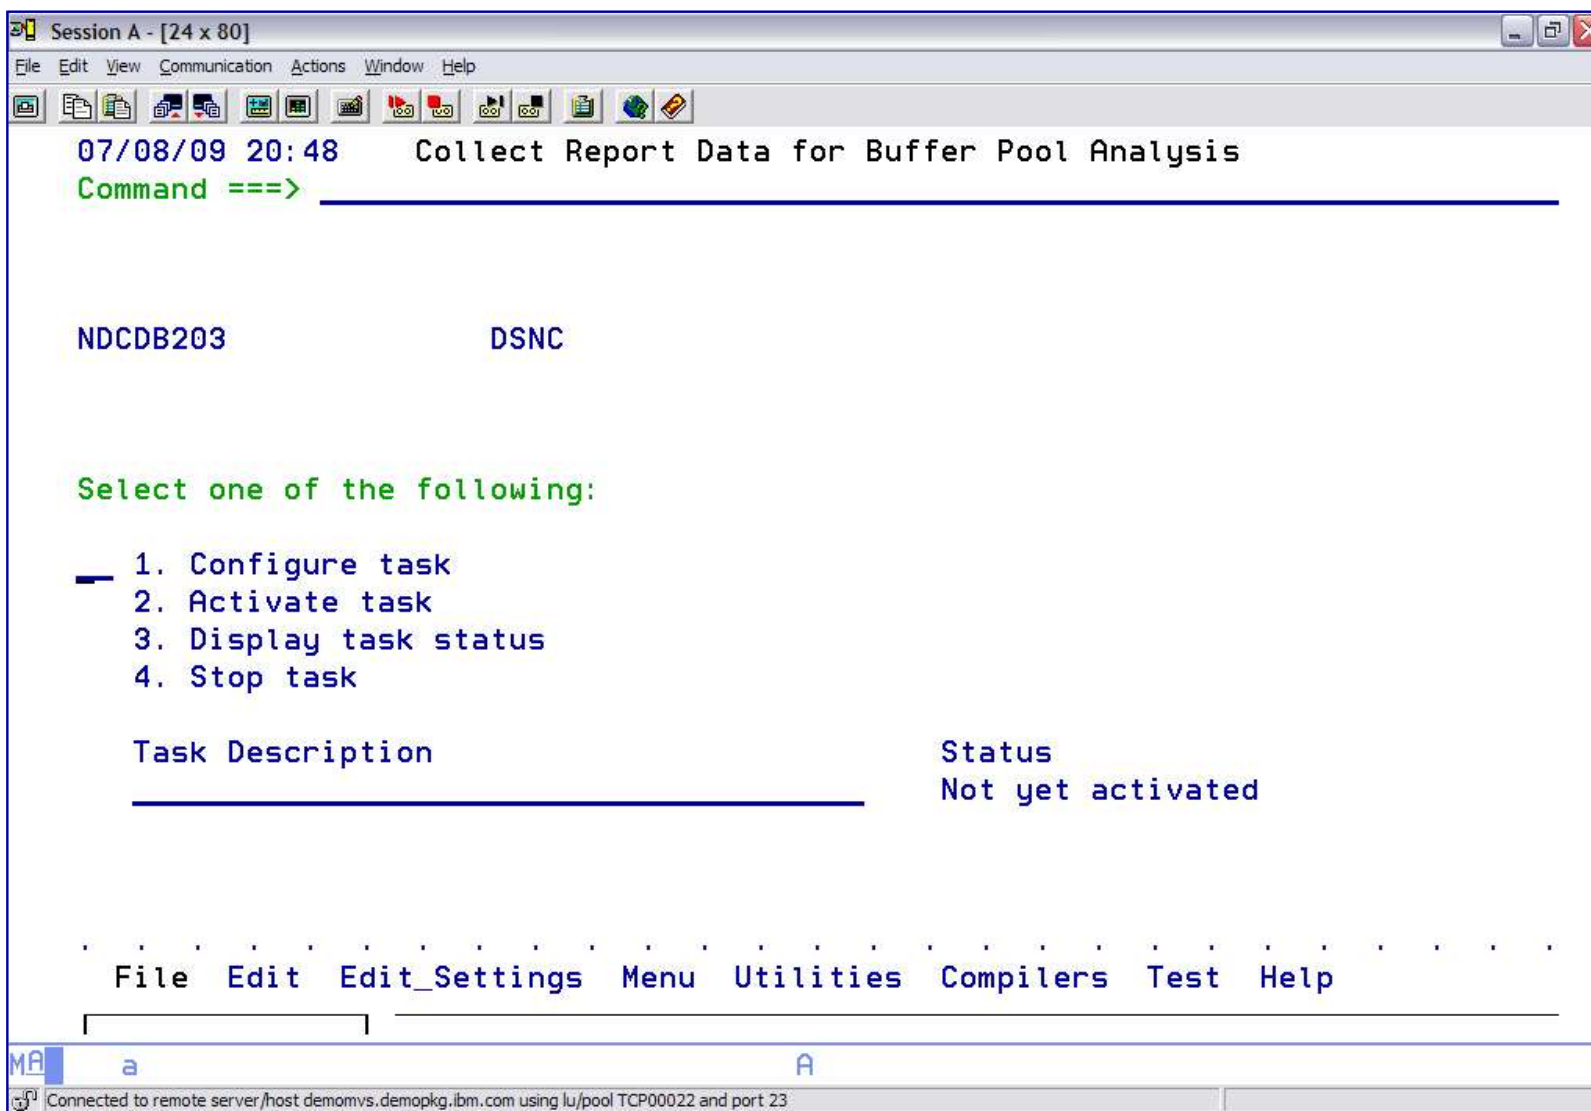 Session A - [24 x 80]
File Edit View Communication Actions Window Help
07/08/09 20:48 Collect Report Data for Buffer Pool Analysis
Command ===>
NDCDB203 DSNC
Select one of the following:
1. Configure task
2. Activate task
3. Display task status
4. Stop task
Task Description Status
Not yet activated
. . . . . . . . . . . . . . . . . . . . . . . . . . .
File Edit Edit_Settings Menu Utilities Compilers Test Help
MA a A
Connected to remote server/host demomvs.demopkg.ibm.com using lu/pool TCP00022 and port 23